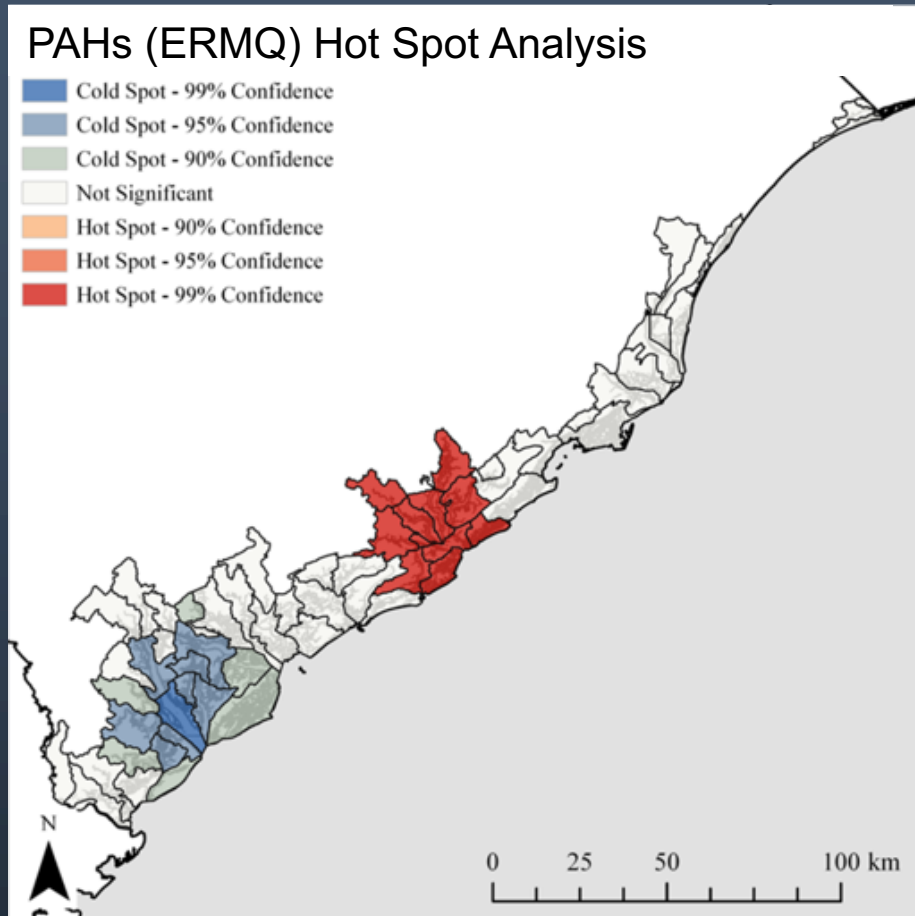 PAHs (ERMQ) Hot Spot Analysis
Cold Spot - 99% Confidence
Cold Spot - 95% Confidence
Cold Spot - 90% Confidence
Not Significant
Hot Spot - 90% Confidence
Hot Spot - 95% Confidence
Hot Spot - 99% Confidence
N
0 25 50 100 km